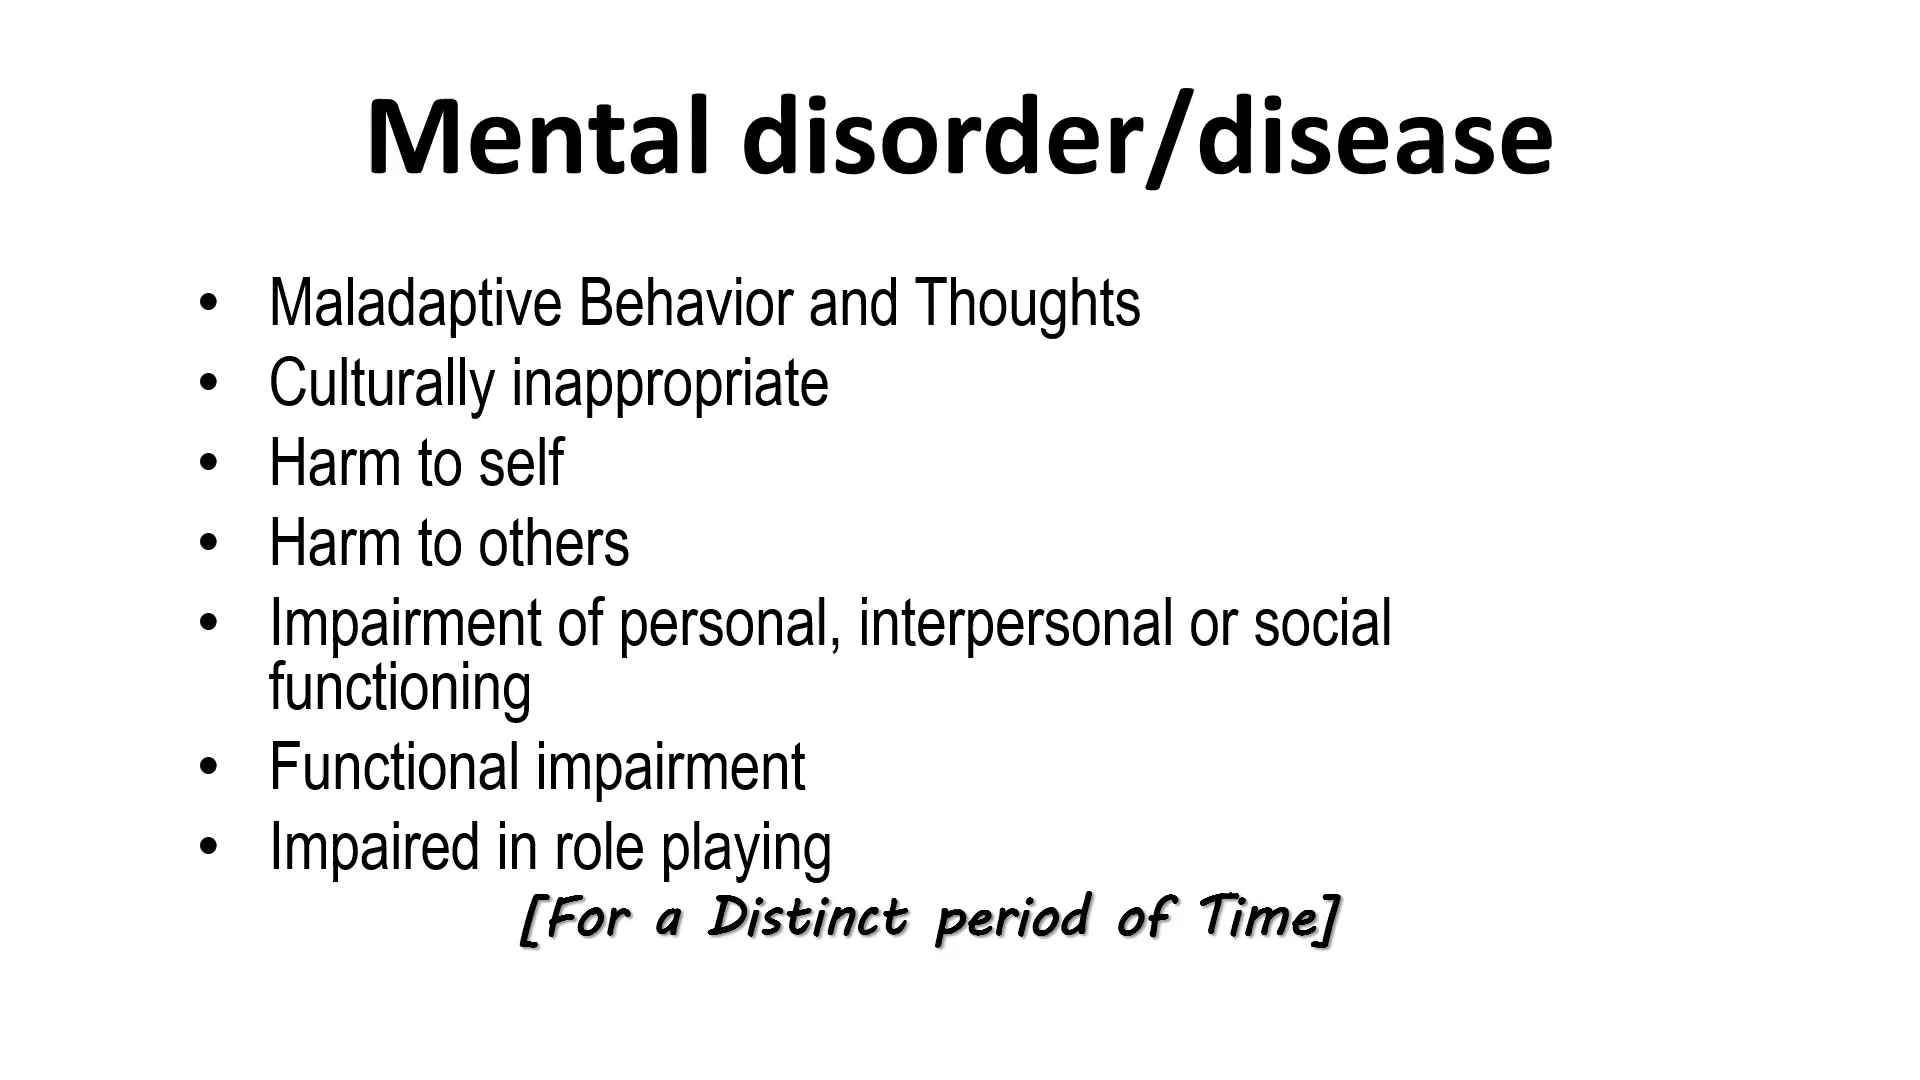 Mental disorder/disease
• Maladaptive Behavior and Thoughts
• Culturally inappropriate
• Harm to self
• Harm to others
• Impairment of personal, interpersonal or social
functioning
• Functional impairment
• Impaired in role playing
[For a Distinct period of Time]